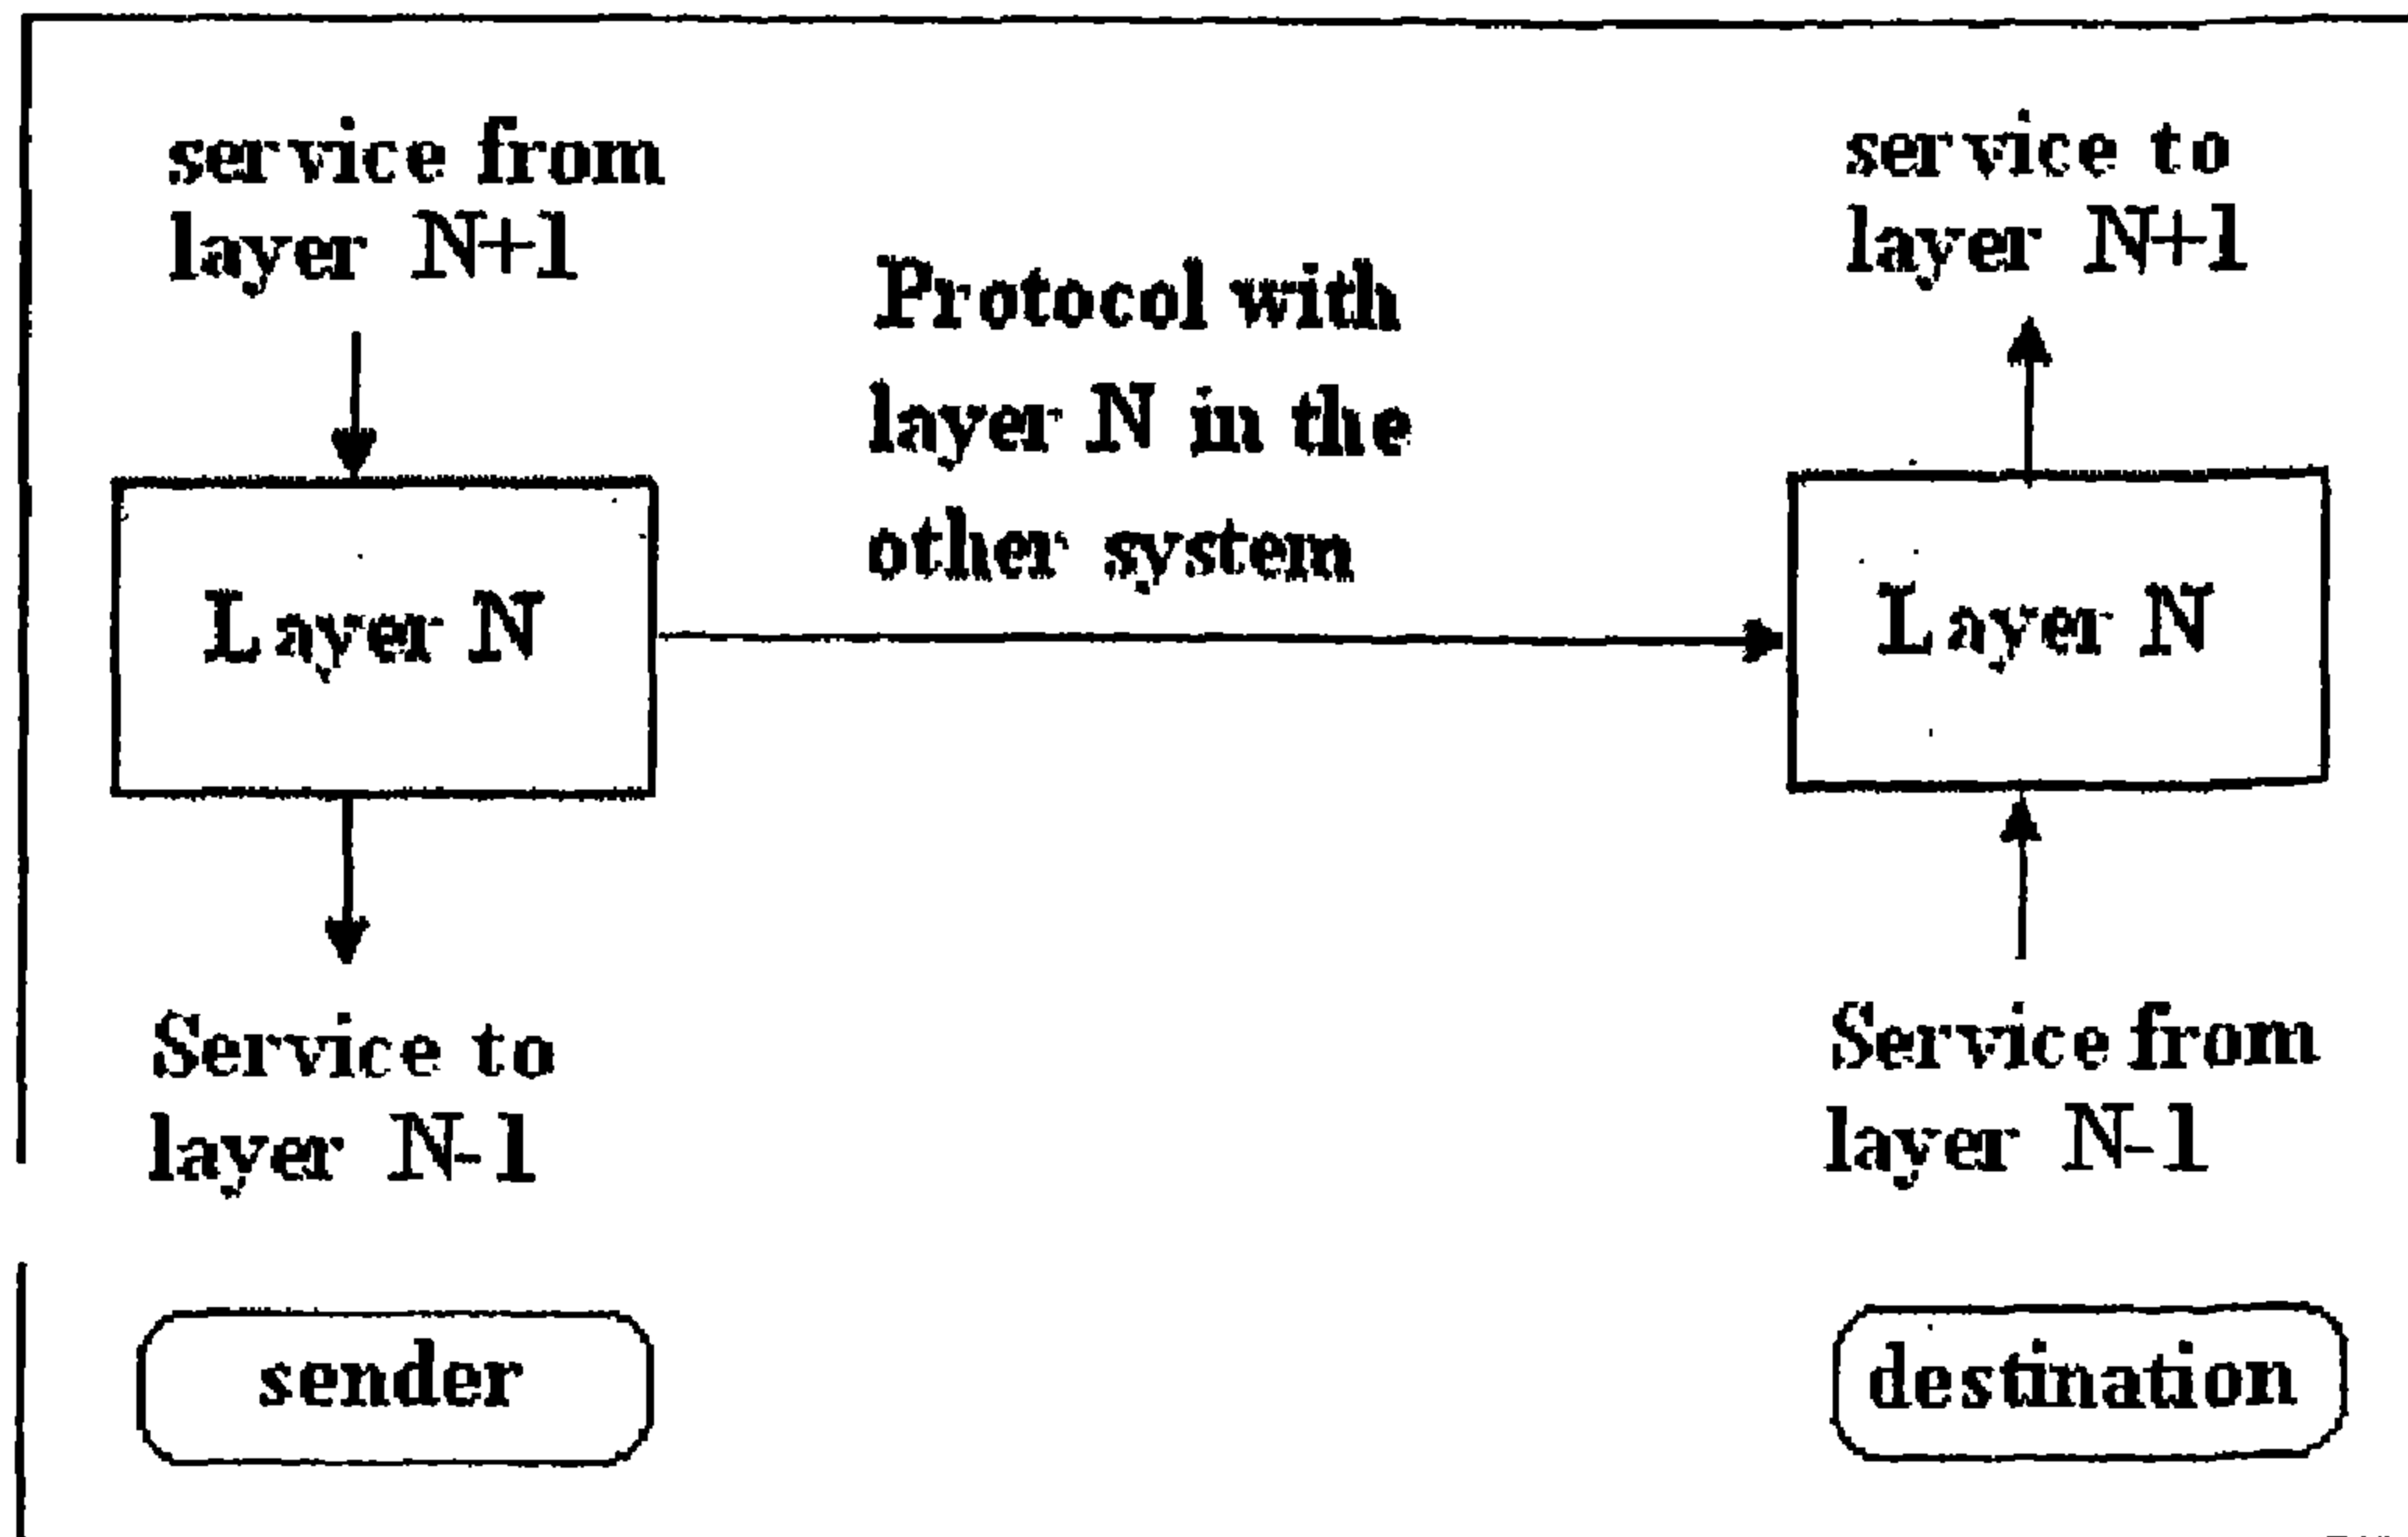 service from
layer N+1
service to
layer N+1
Protocol with
layer N in the
other system
Layer N
Layer N
Service to
layer N-1
Service from
layer N-1
sender
destination